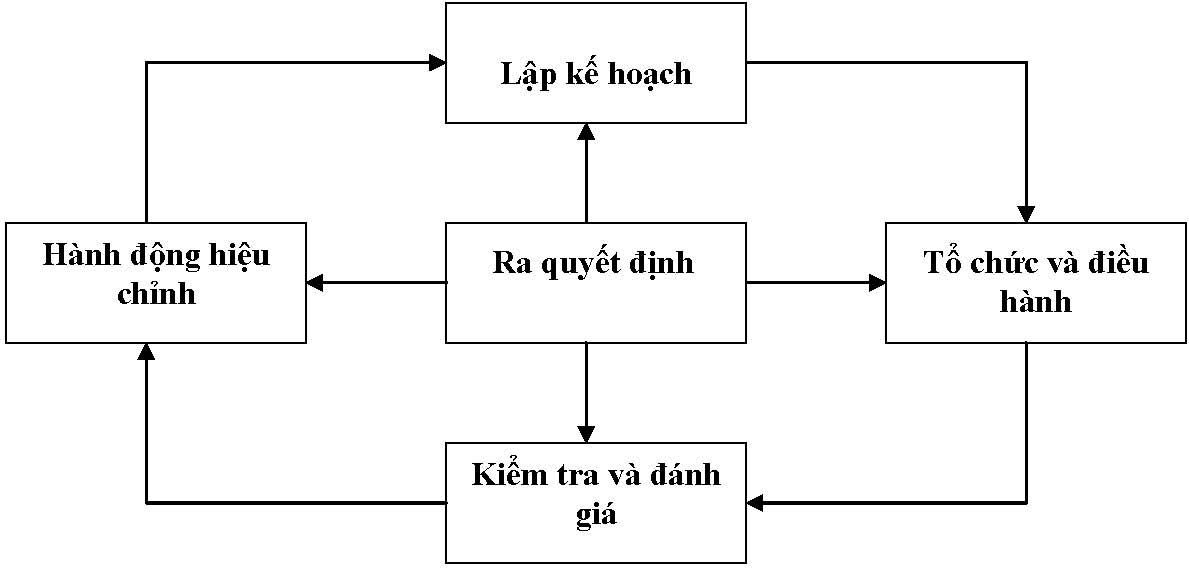 Lập kế hoạch
Hành động hiệu
chỉnh
Ra quyết định
Tổ chức và điều
hành
Kiểm tra và đánh
giá